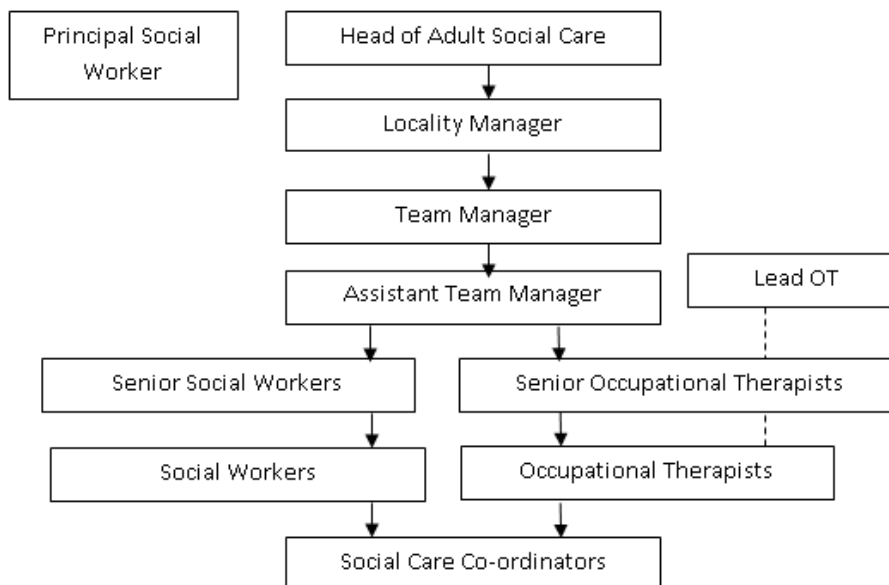 Principal Social
Worker
Head of Adult Social Care
Locality Manager
Team Manager
Assistant Team Manager
Lead OT
Senior Social Workers
Senior Occupational Therapists
Social Workers
Occupational Therapists
Social Care Co-ordinators